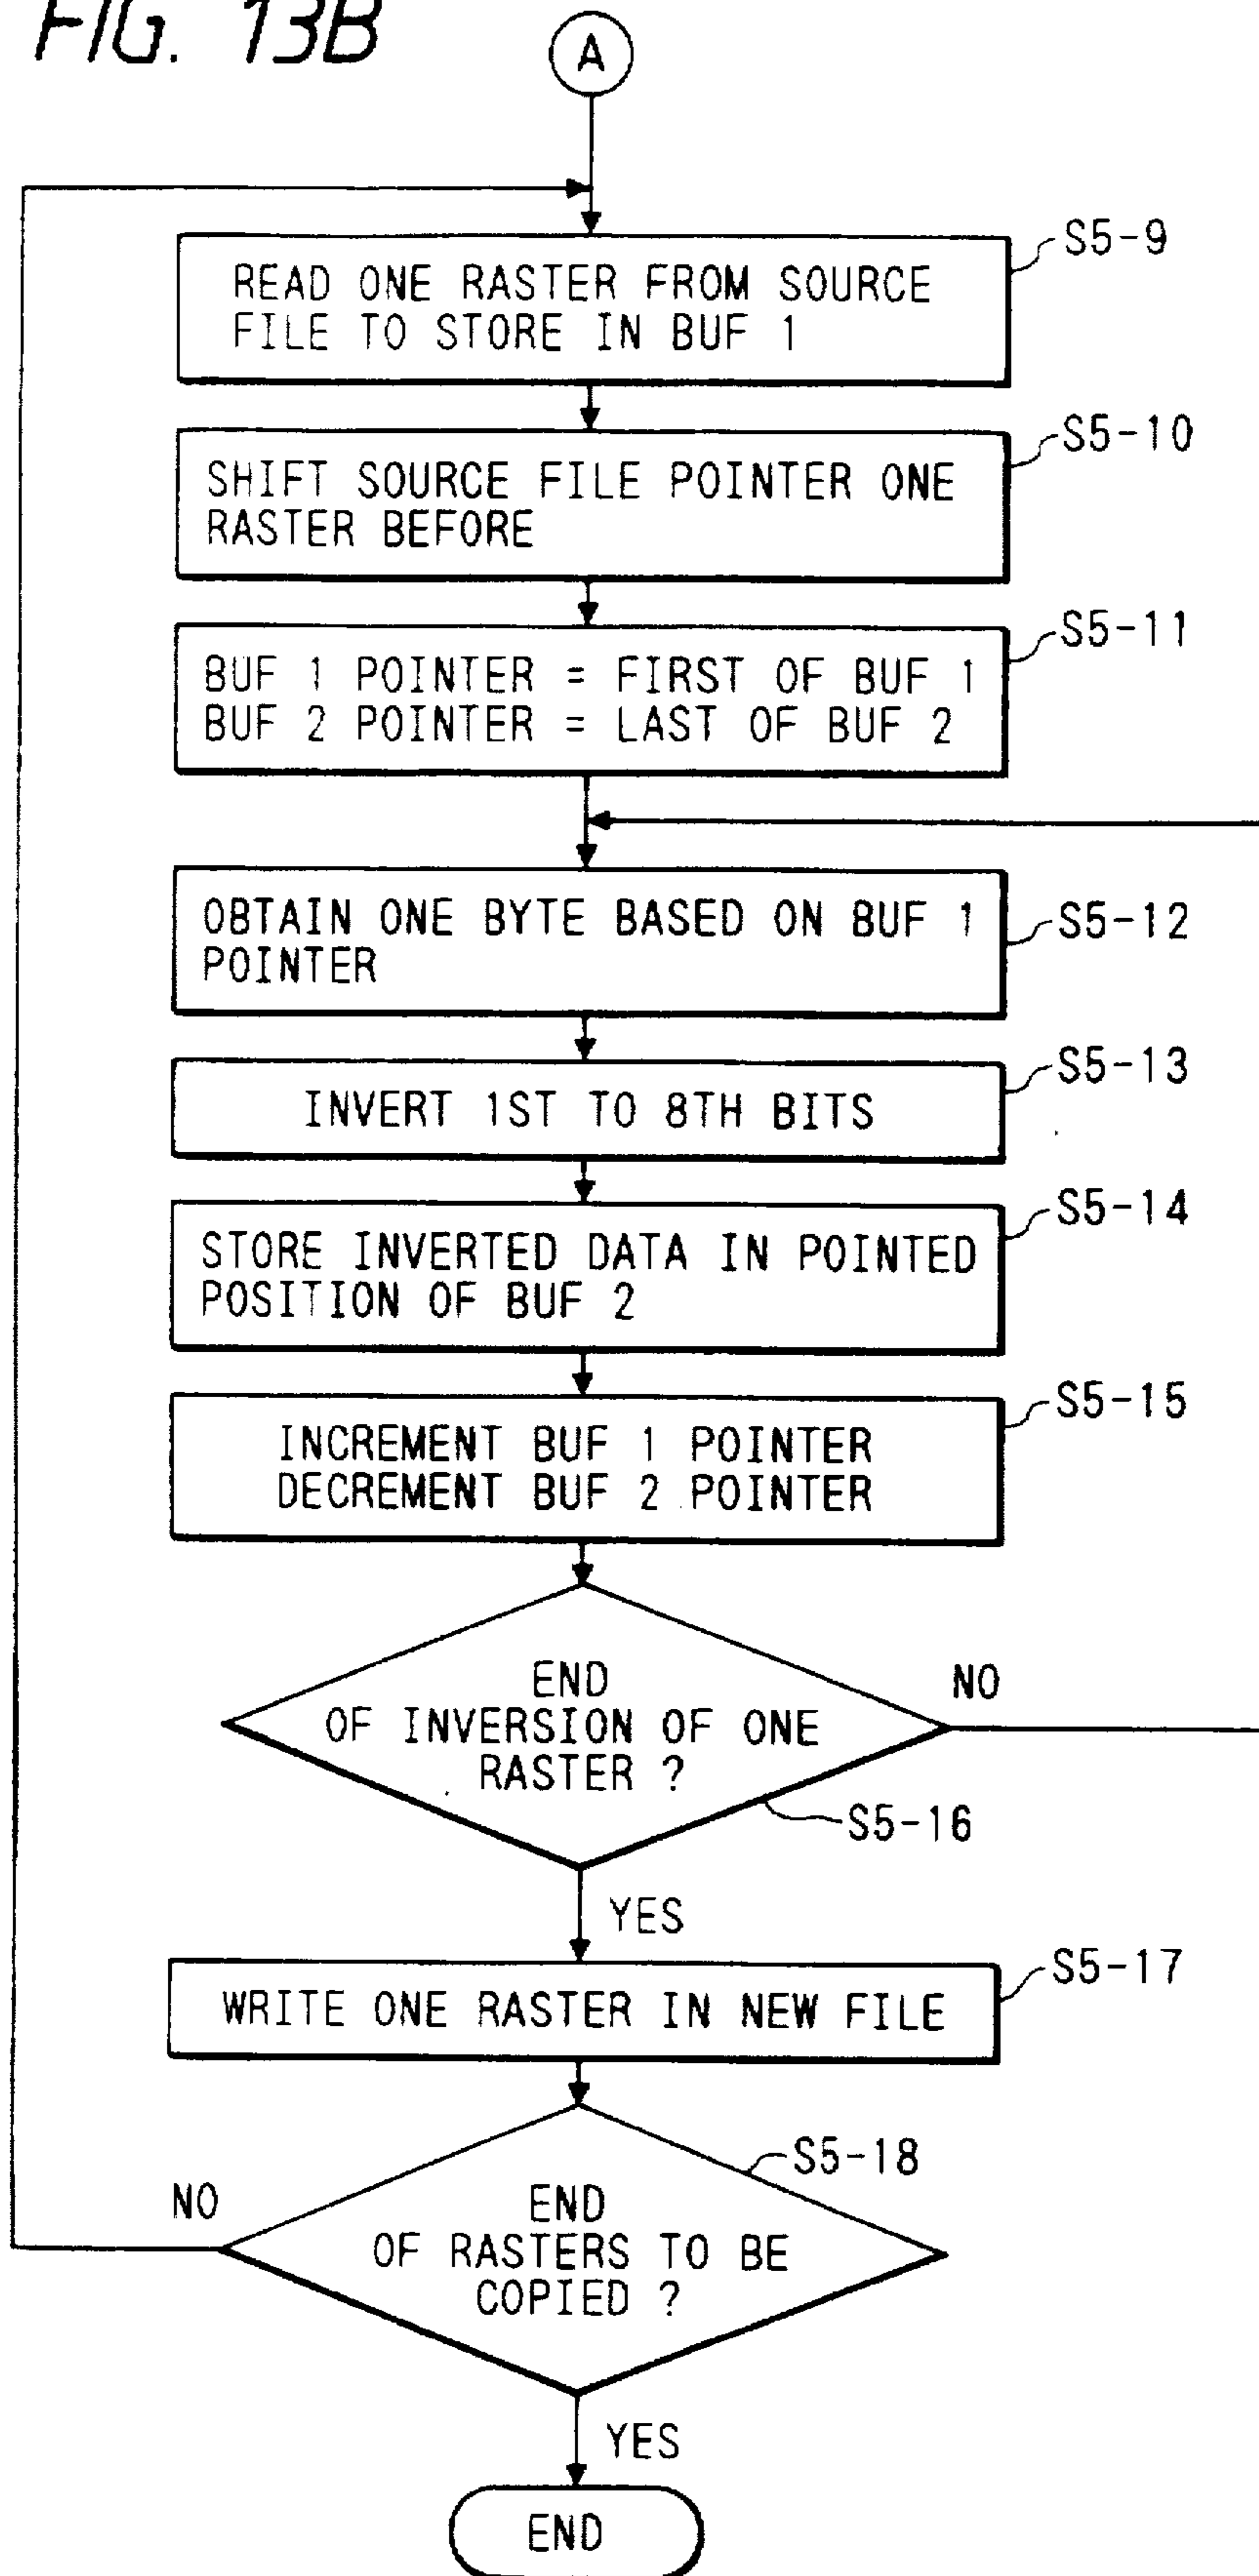 FIG. 13B
A
S5-9
READ ONE RASTER FROM SOURCE
FILE TO STORE IN BUF 1
S5-10
SHIFT SOURCE FILE POINTER ONE
RASTER BEFORE
S5-11
BUF 1 POINTER = FIRST OF BUF 1
BUF 2 POINTER = LAST OF BUF 2
S5-12
OBTAIN ONE BYTE BASED ON BUF 1
POINTER
S5-13
INVERT 1ST TO 8TH BITS
S5-14
STORE INVERTED DATA IN POINTED
POSITION OF BUF 2
S5-15
INCREMENT BUF 1 POINTER
DECREMENT BUF 2 POINTER
END
OF INVERSION OF ONE
RASTER ?
NO
S5-16
YES
S5-17
WRITE ONE RASTER IN NEW FILE
S5-18
NO
END
OF RASTERS TO BE
COPIED ?
YES
END